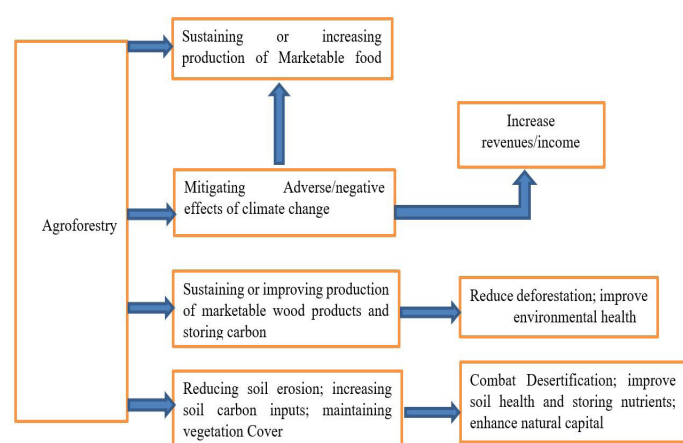 Sustaining or increasing
production of Marketable food
Increase
revenues/income
Mitigating Adverse/negative
effects of climate change
Agroforestry
Sustaining or improving production
of marketable wood products and
storing carbon
Reduce deforestation; improve
environmental health
Reducing soil erosion; increasing
soil carbon inputs; maintaining
vegetation Cover
Combat Desertification; improve
soil health and storing nutrients;
enhance natural capital